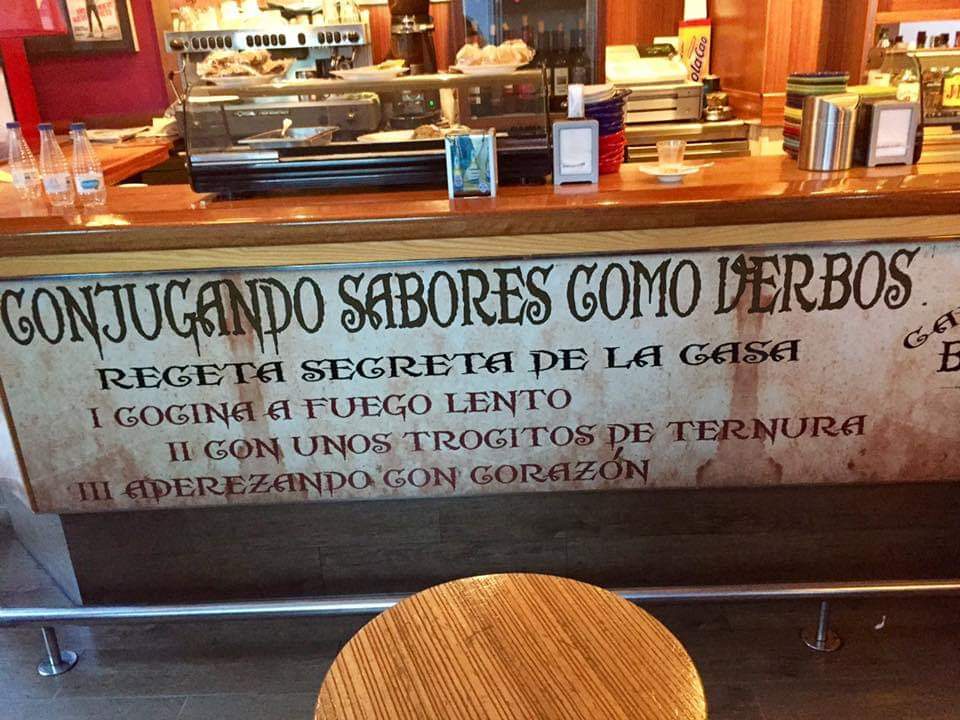 CONJUGANDO SABORES COMO VERBOS
RECETA SECRETA DE LA CASA
I COCINA A FUEGO LENTO
II CON UNOS TROCITOS DE TERNURA
III ADEREZANDO CON CORAZÓN
olaCao